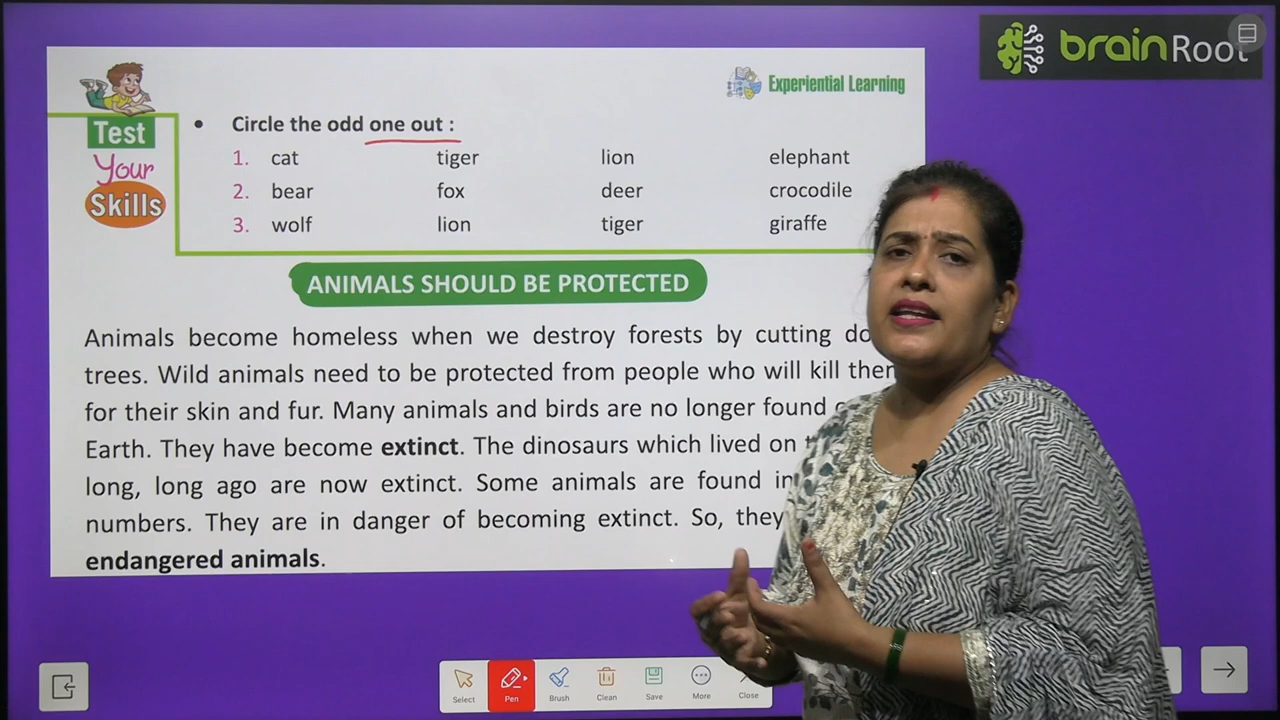 brainRoot
Experiential Learning
Test
Your
Skills
• Circle the odd one out :
1. cat tiger lion elephant
2. bear fox deer crocodile
3. wolf lion tiger giraffe
ANIMALS SHOULD BE PROTECTED
Animals become homeless when we destroy forests by cutting
trees. Wild animals need to be protected from people who will kill
for their skin and fur. Many animals and birds are no longer found
Earth. They have become extinct. The dinosaurs which lived on
long, long ago are now extinct. Some animals are found in
numbers. They are in danger of becoming extinct. So, they
endangered animals.
Select Pen Brush Clean Save More Close